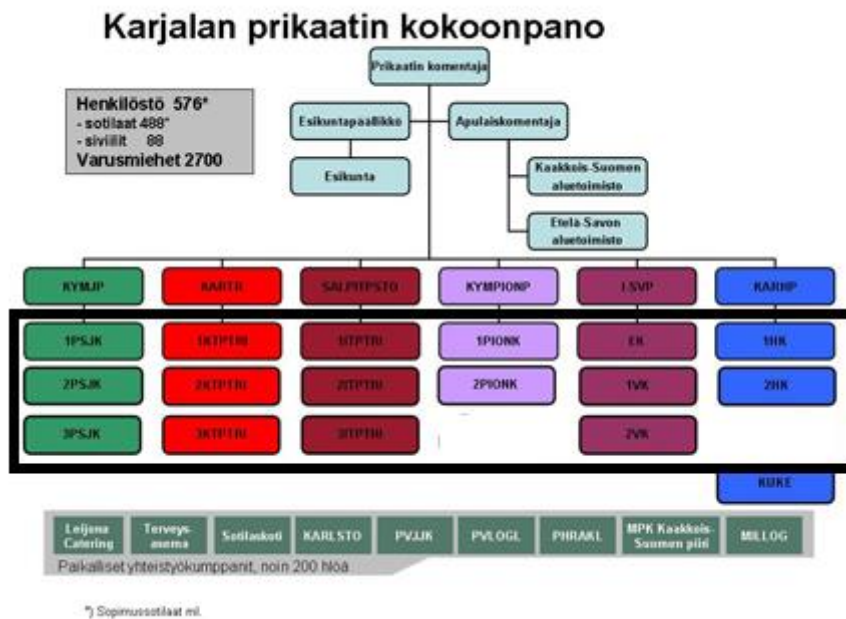 Karjalan prikaatin kokoonpano
Prikaatin komentaja
Henkilöstö 576*
- sotilaat 488*
- siviilit 88
Varusmiehet 2700
Esikuntapaallikko
Apulaiskomentaja
Esikunta
Kaakkois-Suomen
aluetoimisto
Etelä-Savon
aluetoimisto
KYMJP
KARTR
SALPITPSTO
KYMPIONP
I.SVP
KARHP
1PSJK
1KTPTRI
1ITPTRI
1PIONK
EK
1HK
2PSJK
2KTPTRI
2ITPTRI
2PIONK
1VK
2HK
3PSJK
3KTPTRI
3ITPTRI
2VK
KUKE
Leijona
Catering
Terveys-
asema
Sotilaskoti
KARLSTO
PVJJK
PVLOGL
PHRAKL
MPK Kaakkois-
Suomen piiri
MILLOG
Paikalliset yhteistyökumppanit, noin 200 hlöä
*) Sopimussotilaat ml.